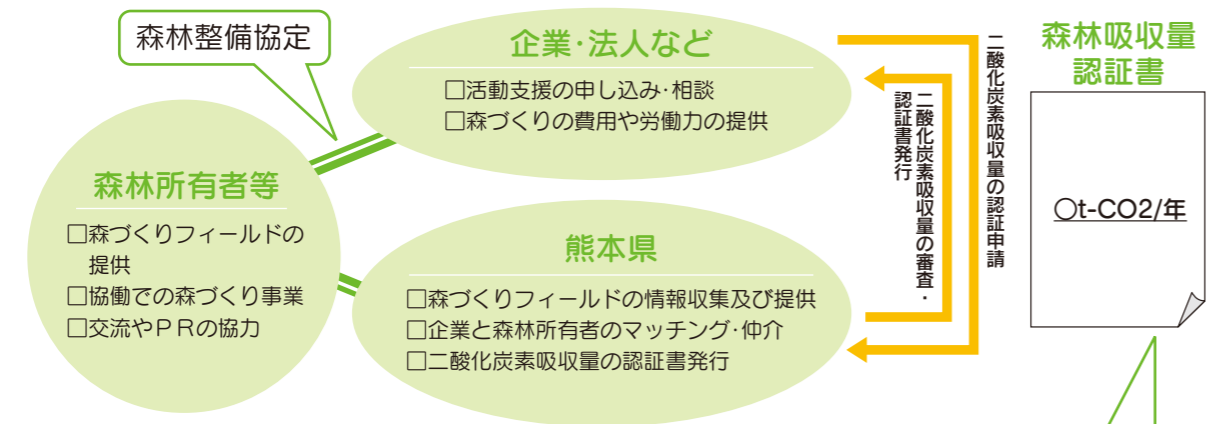 森林整備協定
企業･法人など
□活動支援の申し込み･相談
□森づくりの費用や労働力の提供
森林所有者等
□森づくりフィールドの
提供
□協働での森づくり事業
□交流やＰＲの協力
熊本県
□森づくりフィールドの情報収集及び提供
□企業と森林所有者のマッチング･仲介
□二酸化炭素吸収量の認証書発行
二酸化炭素吸収量の認証申請
二酸化炭素吸収量の審査・
認証書発行
森林吸収量
認証書
○t-CO2/年